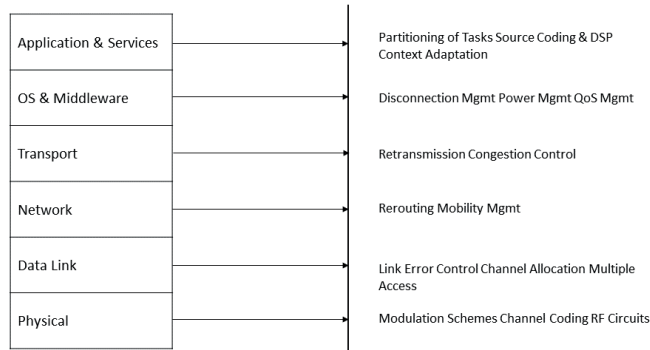 Application & Services
Partitioning of Tasks Source Coding & DSP
Context Adaptation
OS & Middleware
Disconnection Mgmt Power Mgmt QoS Mgmt
Transport
Retransmission Congestion Control
Network
Rerouting Mobility Mgmt
Data Link
Link Error Control Channel Allocation Multiple
Access
Physical
Modulation Schemes Channel Coding RF Circuits